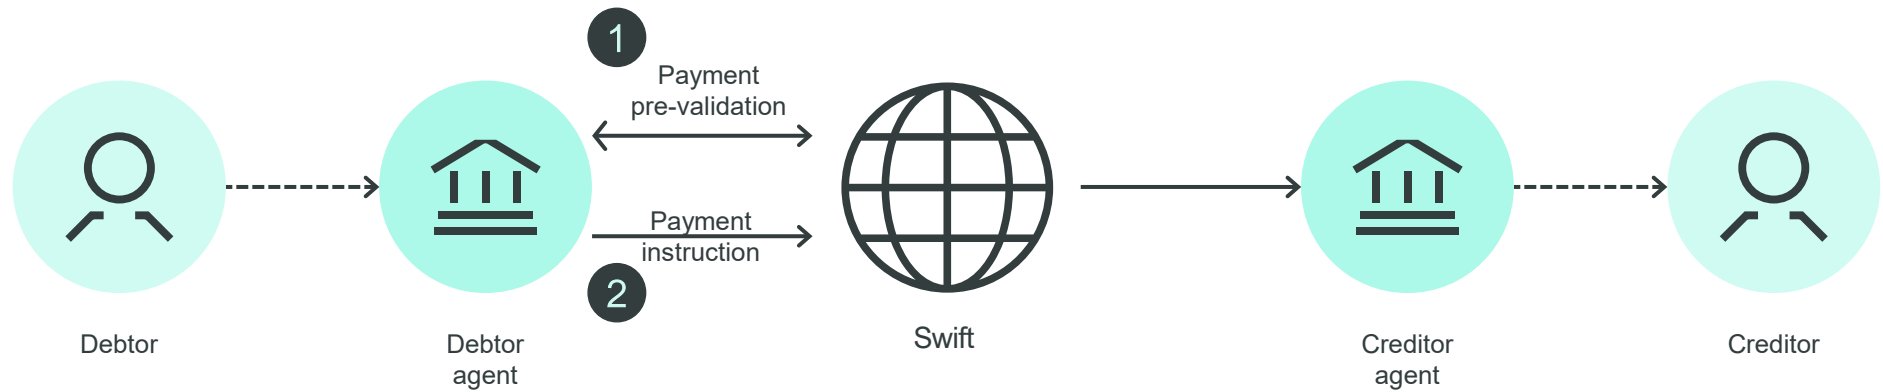 1
Payment
pre-validation
Payment
instruction
2
Debtor
Debtor
agent
Swift
Creditor
agent
Creditor